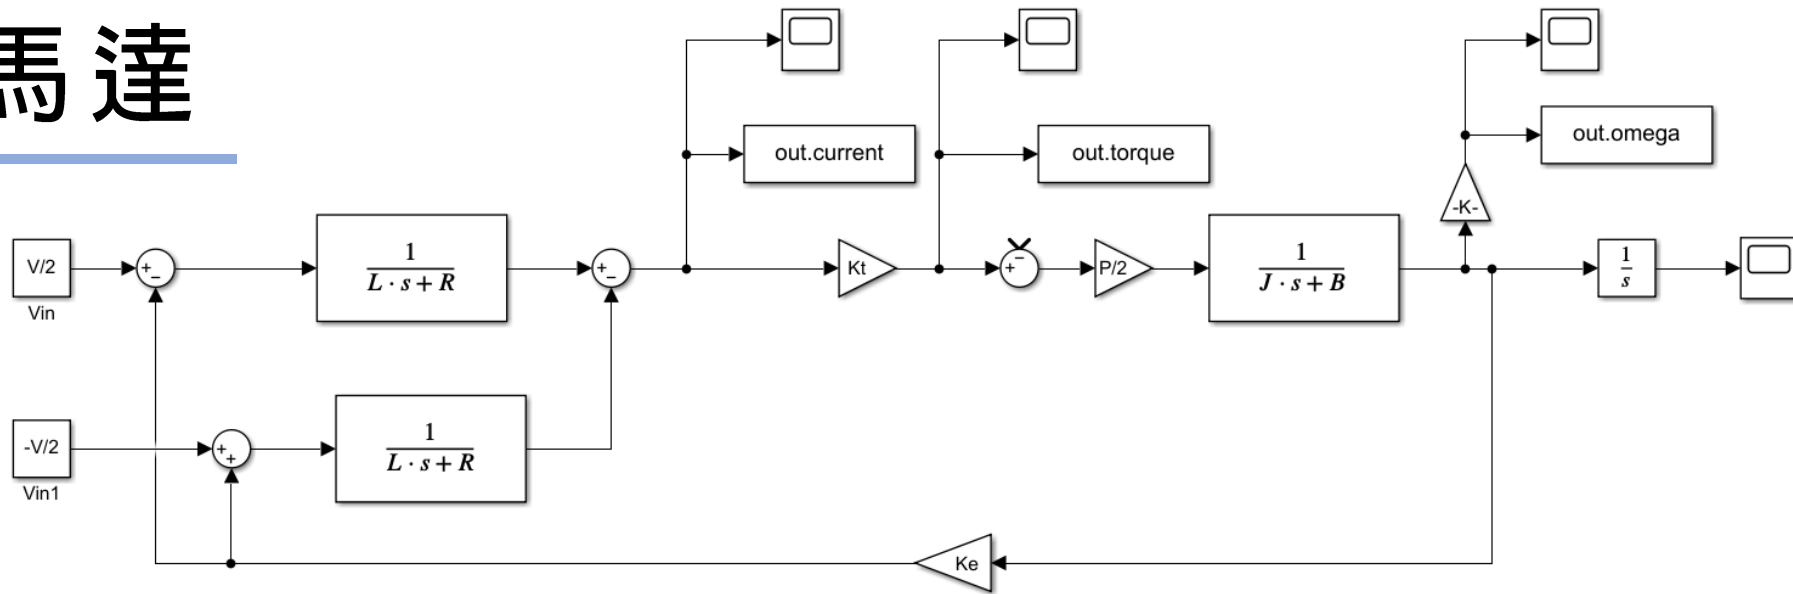 馬達
out.current
out.torque
out.omega
V/2
Vin
+
−
1
L · s + R
+
−
Kt
+
−
P/2
1
J · s + B
-K-
1
s
-V/2
Vin1
+
+
1
L · s + R
Ke